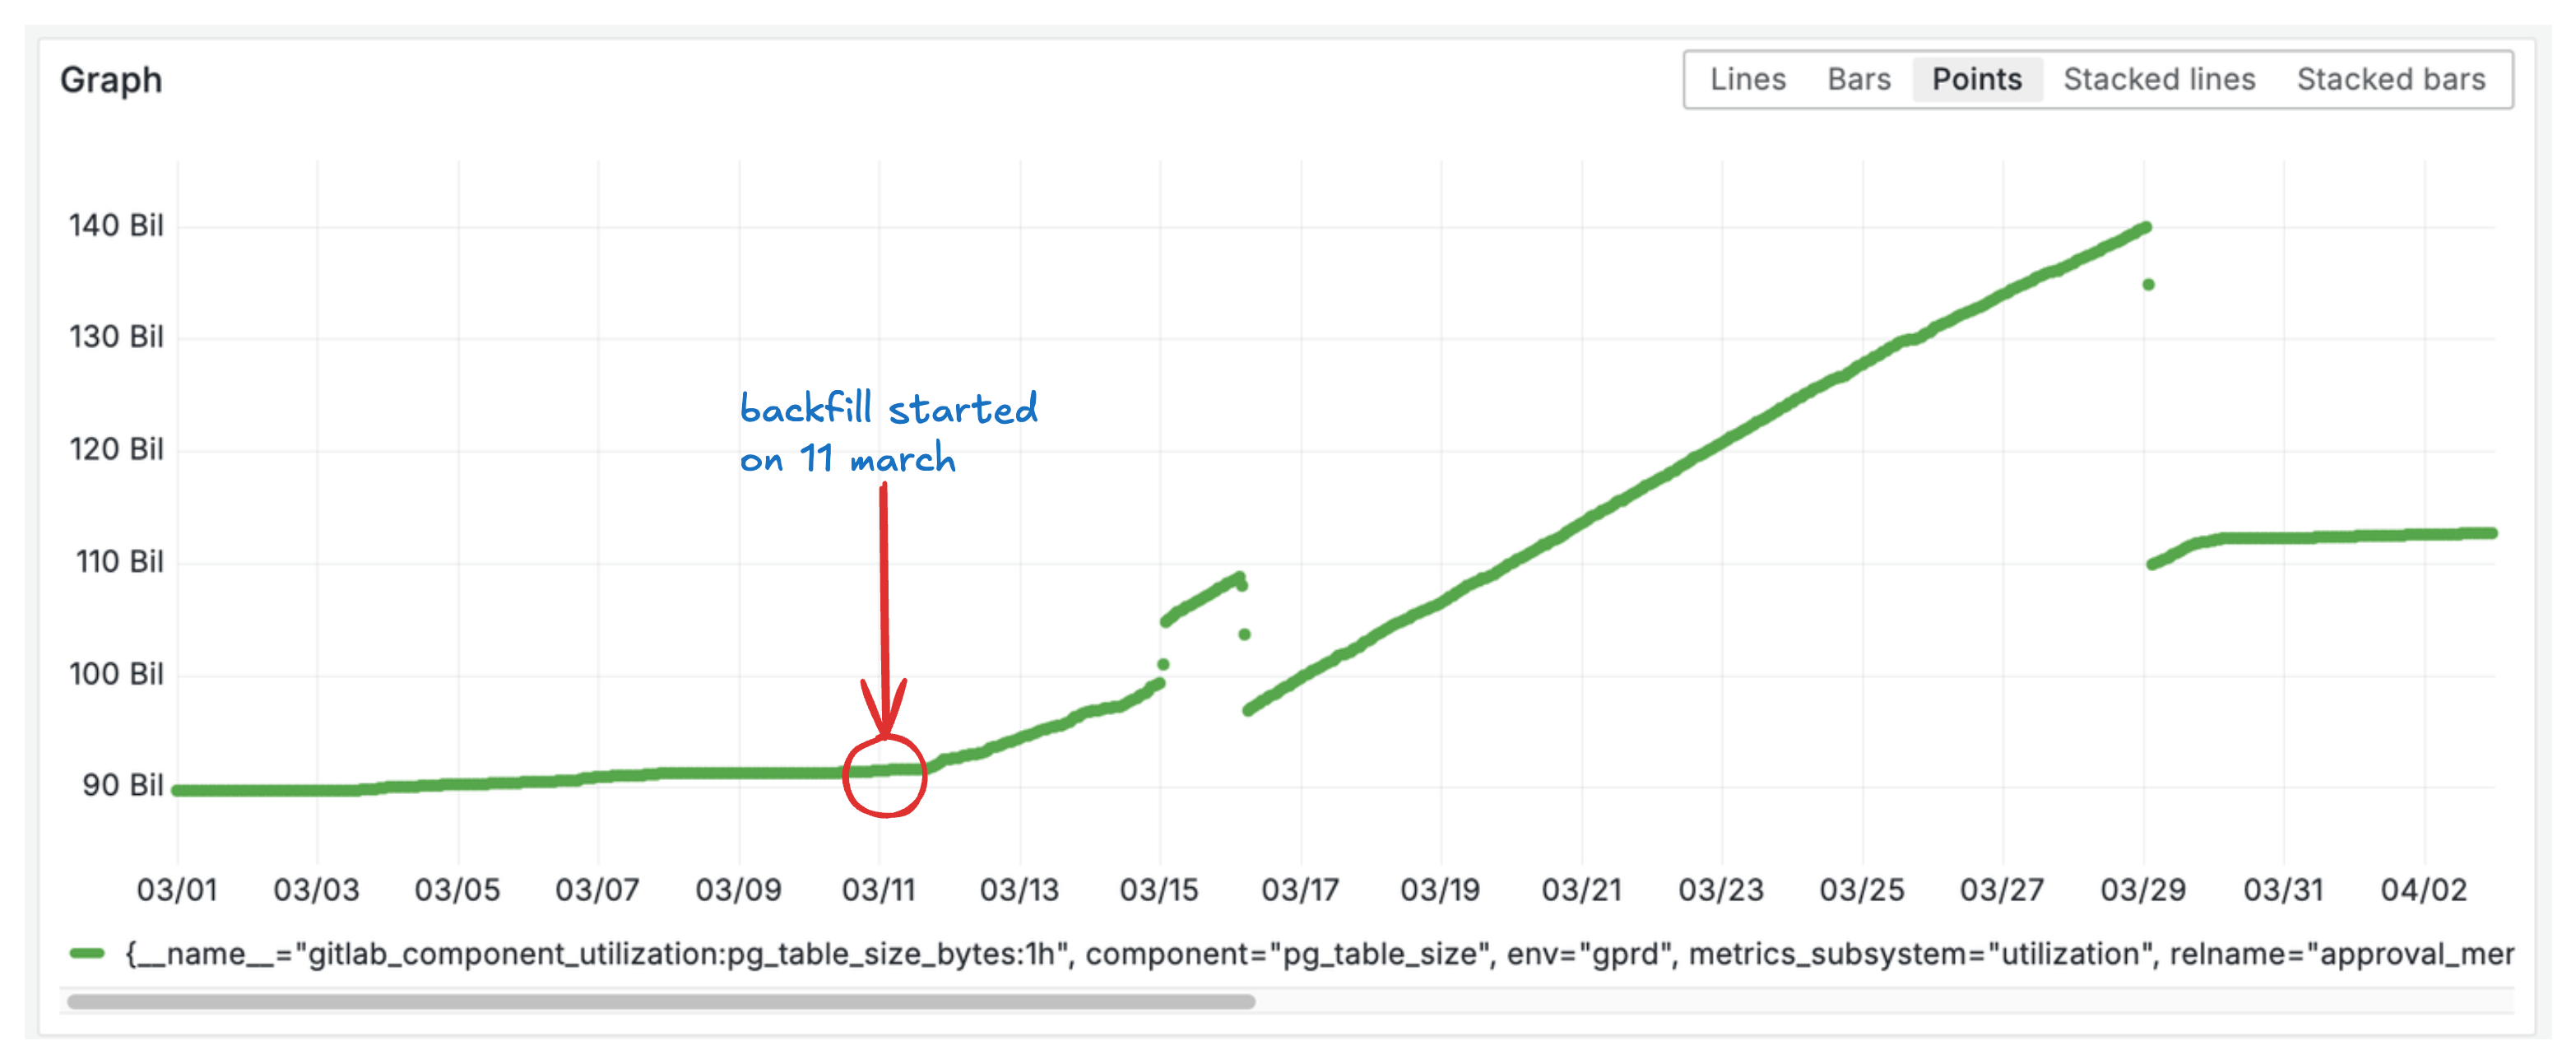 Graph
Lines Bars Points Stacked lines Stacked bars
140 Bil
130 Bil
120 Bil
110 Bil
100 Bil
90 Bil
backfill started
on 11 march
03/01 03/03 03/05 03/07 03/09 03/11 03/13 03/15 03/17 03/19 03/21 03/23 03/25 03/27 03/29 03/31 04/02
{__name__="gitlab_component_utilization:pg_table_size_bytes:1h", component="pg_table_size", env="gprd", metrics_subsystem="utilization", relname="approval_mer